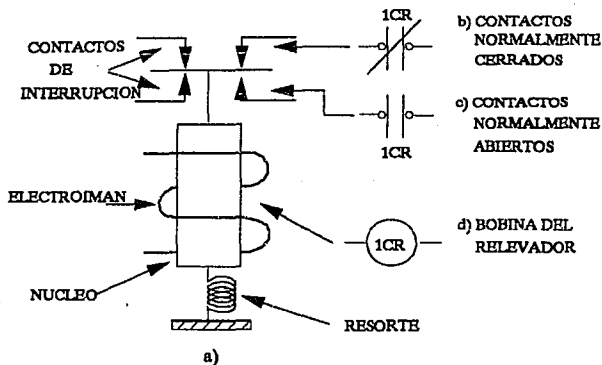 CONTACTOS
DE
INTERRUPCION
1CR
b) CONTACTOS
NORMALMENTE
CERRADOS
c) CONTACTOS
NORMALMENTE
ABIERTOS
1CR
ELECTROIMAN
1CR
d) BOBINA DEL
RELEVADOR
NUCLEO
RESORTE
a)